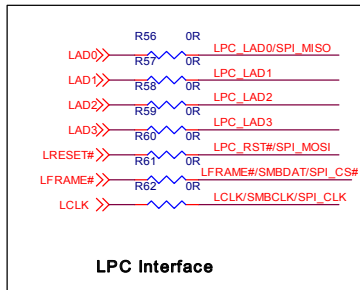 R56 0R
LAD0 LPC_LAD0/SPI_MISO
R57 0R
LAD1 LPC_LAD1
R58 0R
LAD2 LPC_LAD2
R59 0R
LAD3 LPC_LAD3
R60 0R
LRESET# LPC_RST#/SPI_MOSI
R61 0R
LFRAME# LFRAME#/SMBDAT/SPI_CS#
R62 0R
LCLK LCLK/SMBCLK/SPI_CLK
LPC Interface